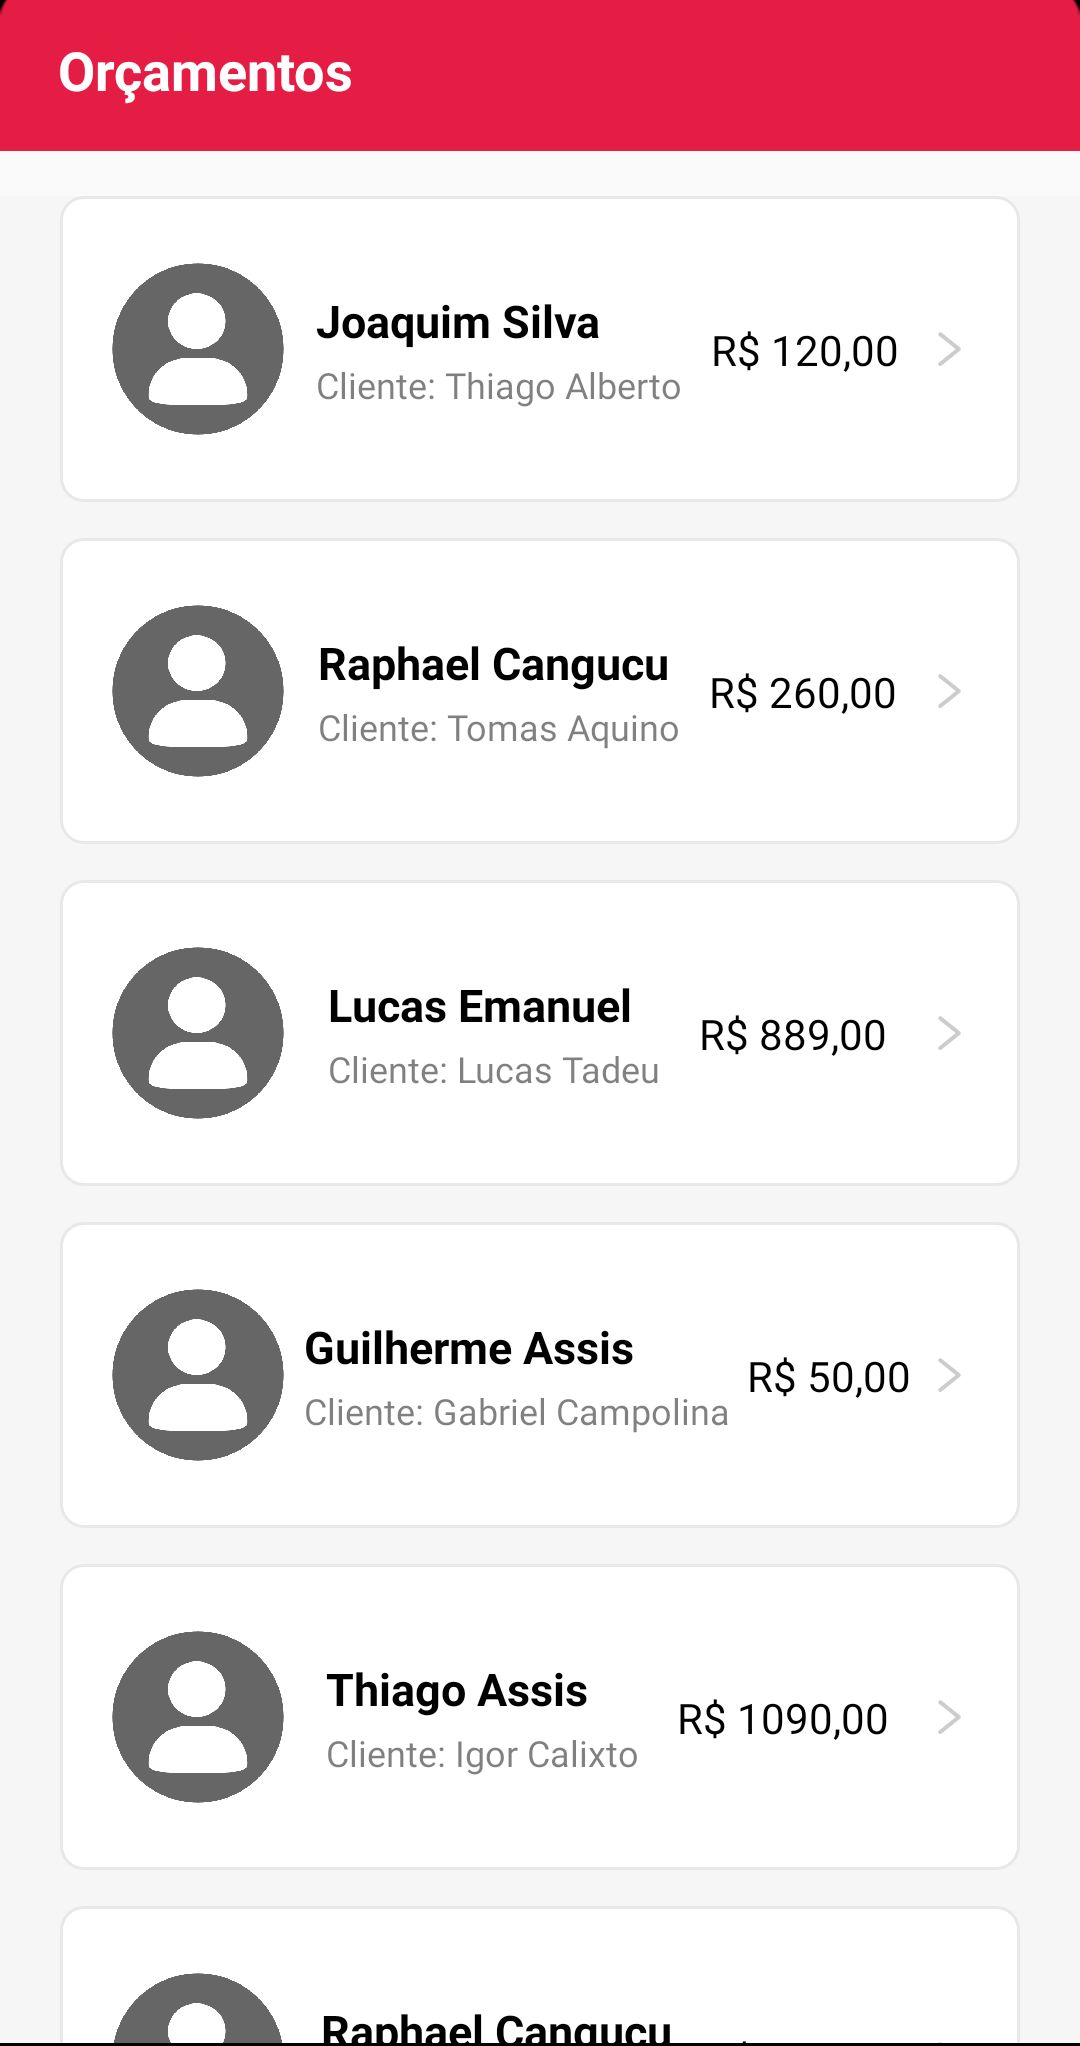 Orçamentos
Joaquim Silva
Cliente: Thiago Alberto
R$ 120,00
Raphael Cangucu
Cliente: Tomas Aquino
R$ 260,00
Lucas Emanuel
Cliente: Lucas Tadeu
R$ 889,00
Guilherme Assis
Cliente: Gabriel Campolina
R$ 50,00
Thiago Assis
Cliente: Igor Calixto
R$ 1090,00
Raphael Cangucu